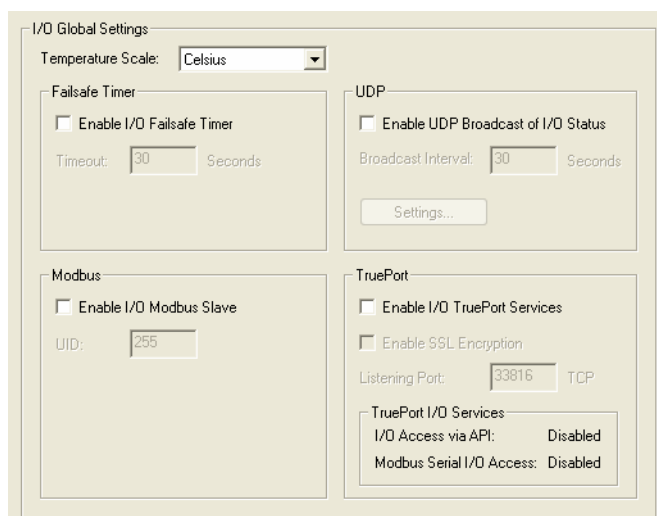 I/O Global Settings
Temperature Scale: Celsius
Failsafe Timer
Enable I/O Failsafe Timer
Timeout: 30 Seconds
UDP
Enable UDP Broadcast of I/O Status
Broadcast Interval: 30 Seconds
Settings...
Modbus
Enable I/O Modbus Slave
UID: 255
TruePort
Enable I/O TruePort Services
Enable SSL Encryption
Listening Port: 33816 TCP
TruePort I/O Services
I/O Access via API: Disabled
Modbus Serial I/O Access: Disabled